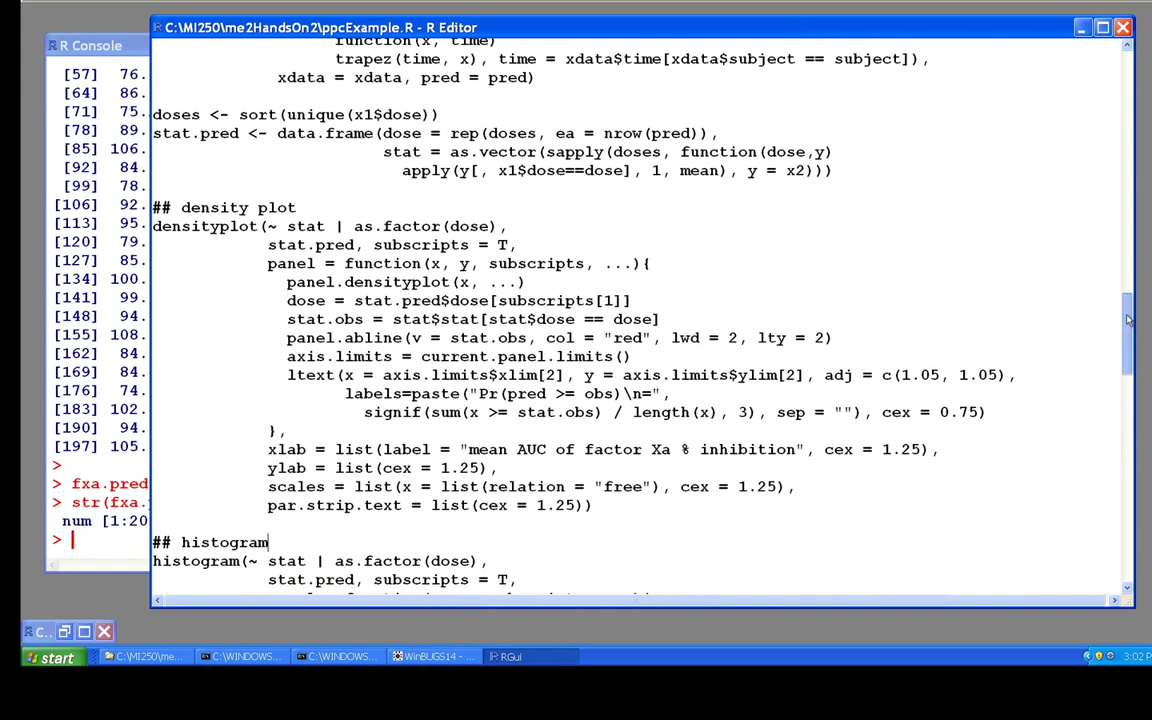 C:\MI250\me2HandsOn2\ppcExample.R - R Editor
R Console
[57] 76.
[64] 86.
[71] 75.
[78] 89.
[85] 106.
[92] 84.
[99] 78.
[106] 92.
[113] 95.
[120] 79.
[127] 85.
[134] 100.
[141] 99.
[148] 94.
[155] 108.
[162] 84.
[169] 84.
[176] 74.
[183] 102.
[190] 94.
[197] 105.
>
> fxa.pred
> str(fxa.
num [1:20
>
function(x, time)
trapez(time, x), time = xdata$time[xdata$subject == subject]),
xdata = xdata, pred = pred)
doses <- sort(unique(x1$dose))
stat.pred <- data.frame(dose = rep(doses, ea = nrow(pred)),
stat = as.vector(sapply(doses, function(dose,y)
apply(y[, x1$dose==dose], 1, mean), y = x2)))
## density plot
densityplot(~ stat | as.factor(dose),
stat.pred, subscripts = T,
panel = function(x, y, subscripts, ...){
panel.densityplot(x, ...)
dose = stat.pred$dose[subscripts[1]]
stat.obs = stat$stat[stat$dose == dose]
panel.abline(v = stat.obs, col = "red", lwd = 2, lty = 2)
axis.limits = current.panel.limits()
ltext(x = axis.limits$xlim[2], y = axis.limits$ylim[2], adj = c(1.05, 1.05),
labels=paste("Pr(pred >= obs)\n=",
signif(sum(x >= stat.obs) / length(x), 3), sep = ""), cex = 0.75)
},
xlab = list(label = "mean AUC of factor Xa % inhibition", cex = 1.25),
ylab = list(cex = 1.25),
scales = list(x = list(relation = "free"), cex = 1.25),
par.strip.text = list(cex = 1.25))
## histogram
histogram(~ stat | as.factor(dose),
stat.pred, subscripts = T,
C..
start
C:\MI250\me...
C:\WINDOWS...
C:\WINDOWS...
WinBUGS14 - ...
RGui
3:02 P